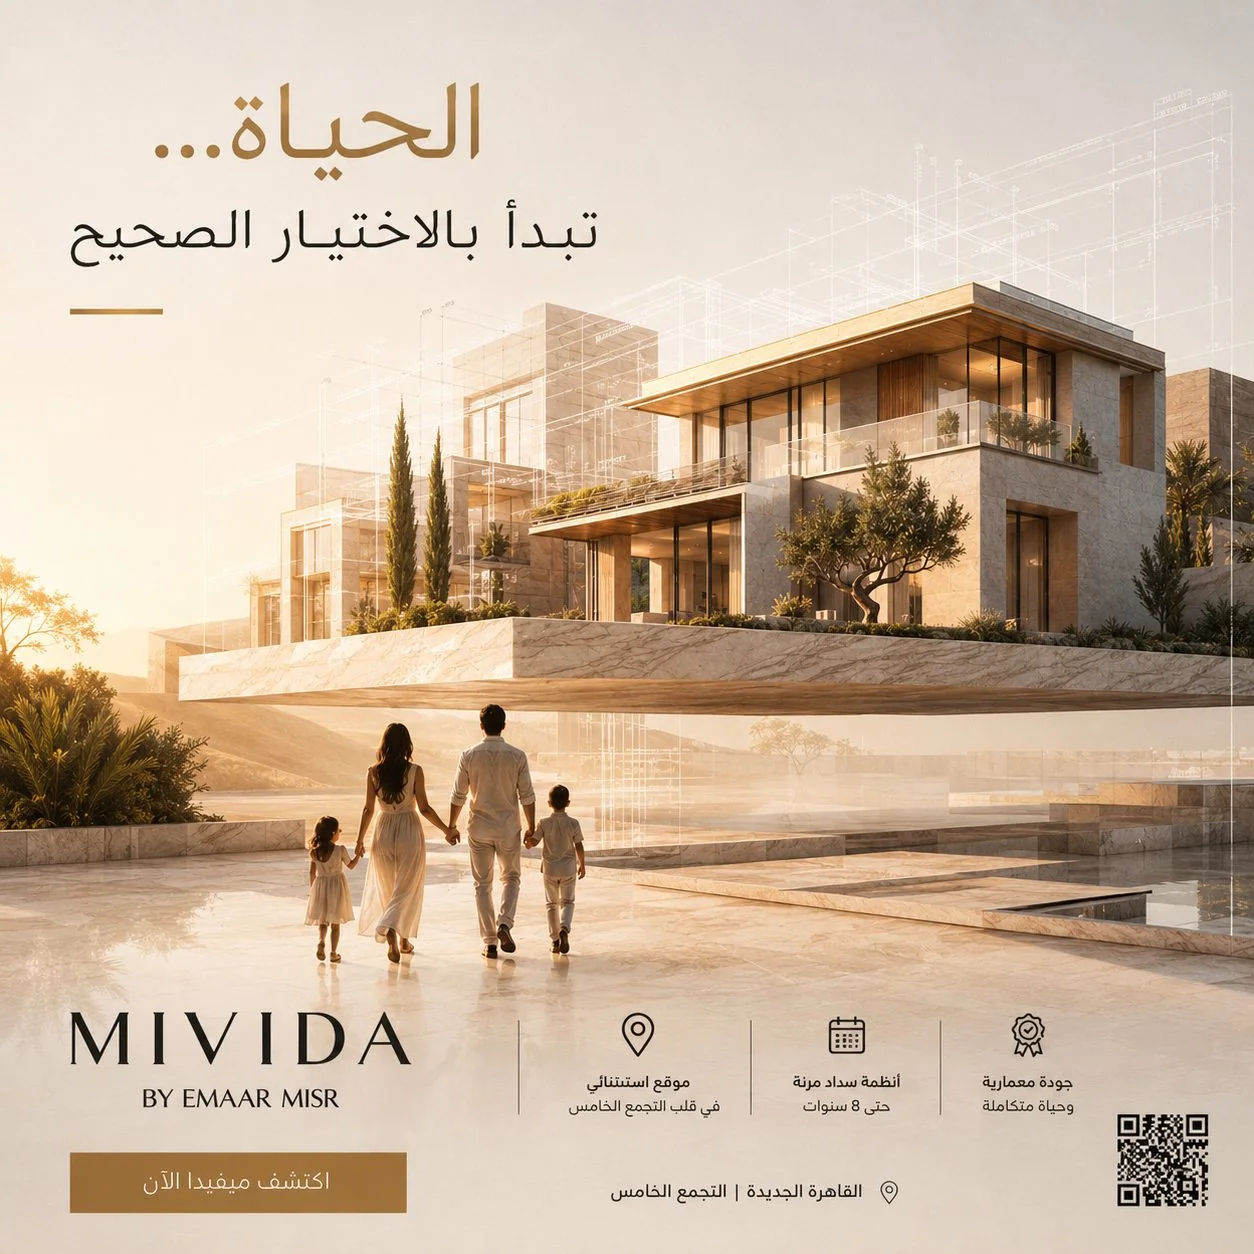 الحياة...
تبدأ بالاختيار الصحيح
MIVIDA
BY EMAAR MISR
اكتشف ميفيدا الآن
جودة معمارية
وحياة متكاملة
أنظمة سداد مرنة
حتى 8 سنوات
موقع استثنائي
في قلب التجمع الخامس
القاهرة الجديدة | التجمع الخامس